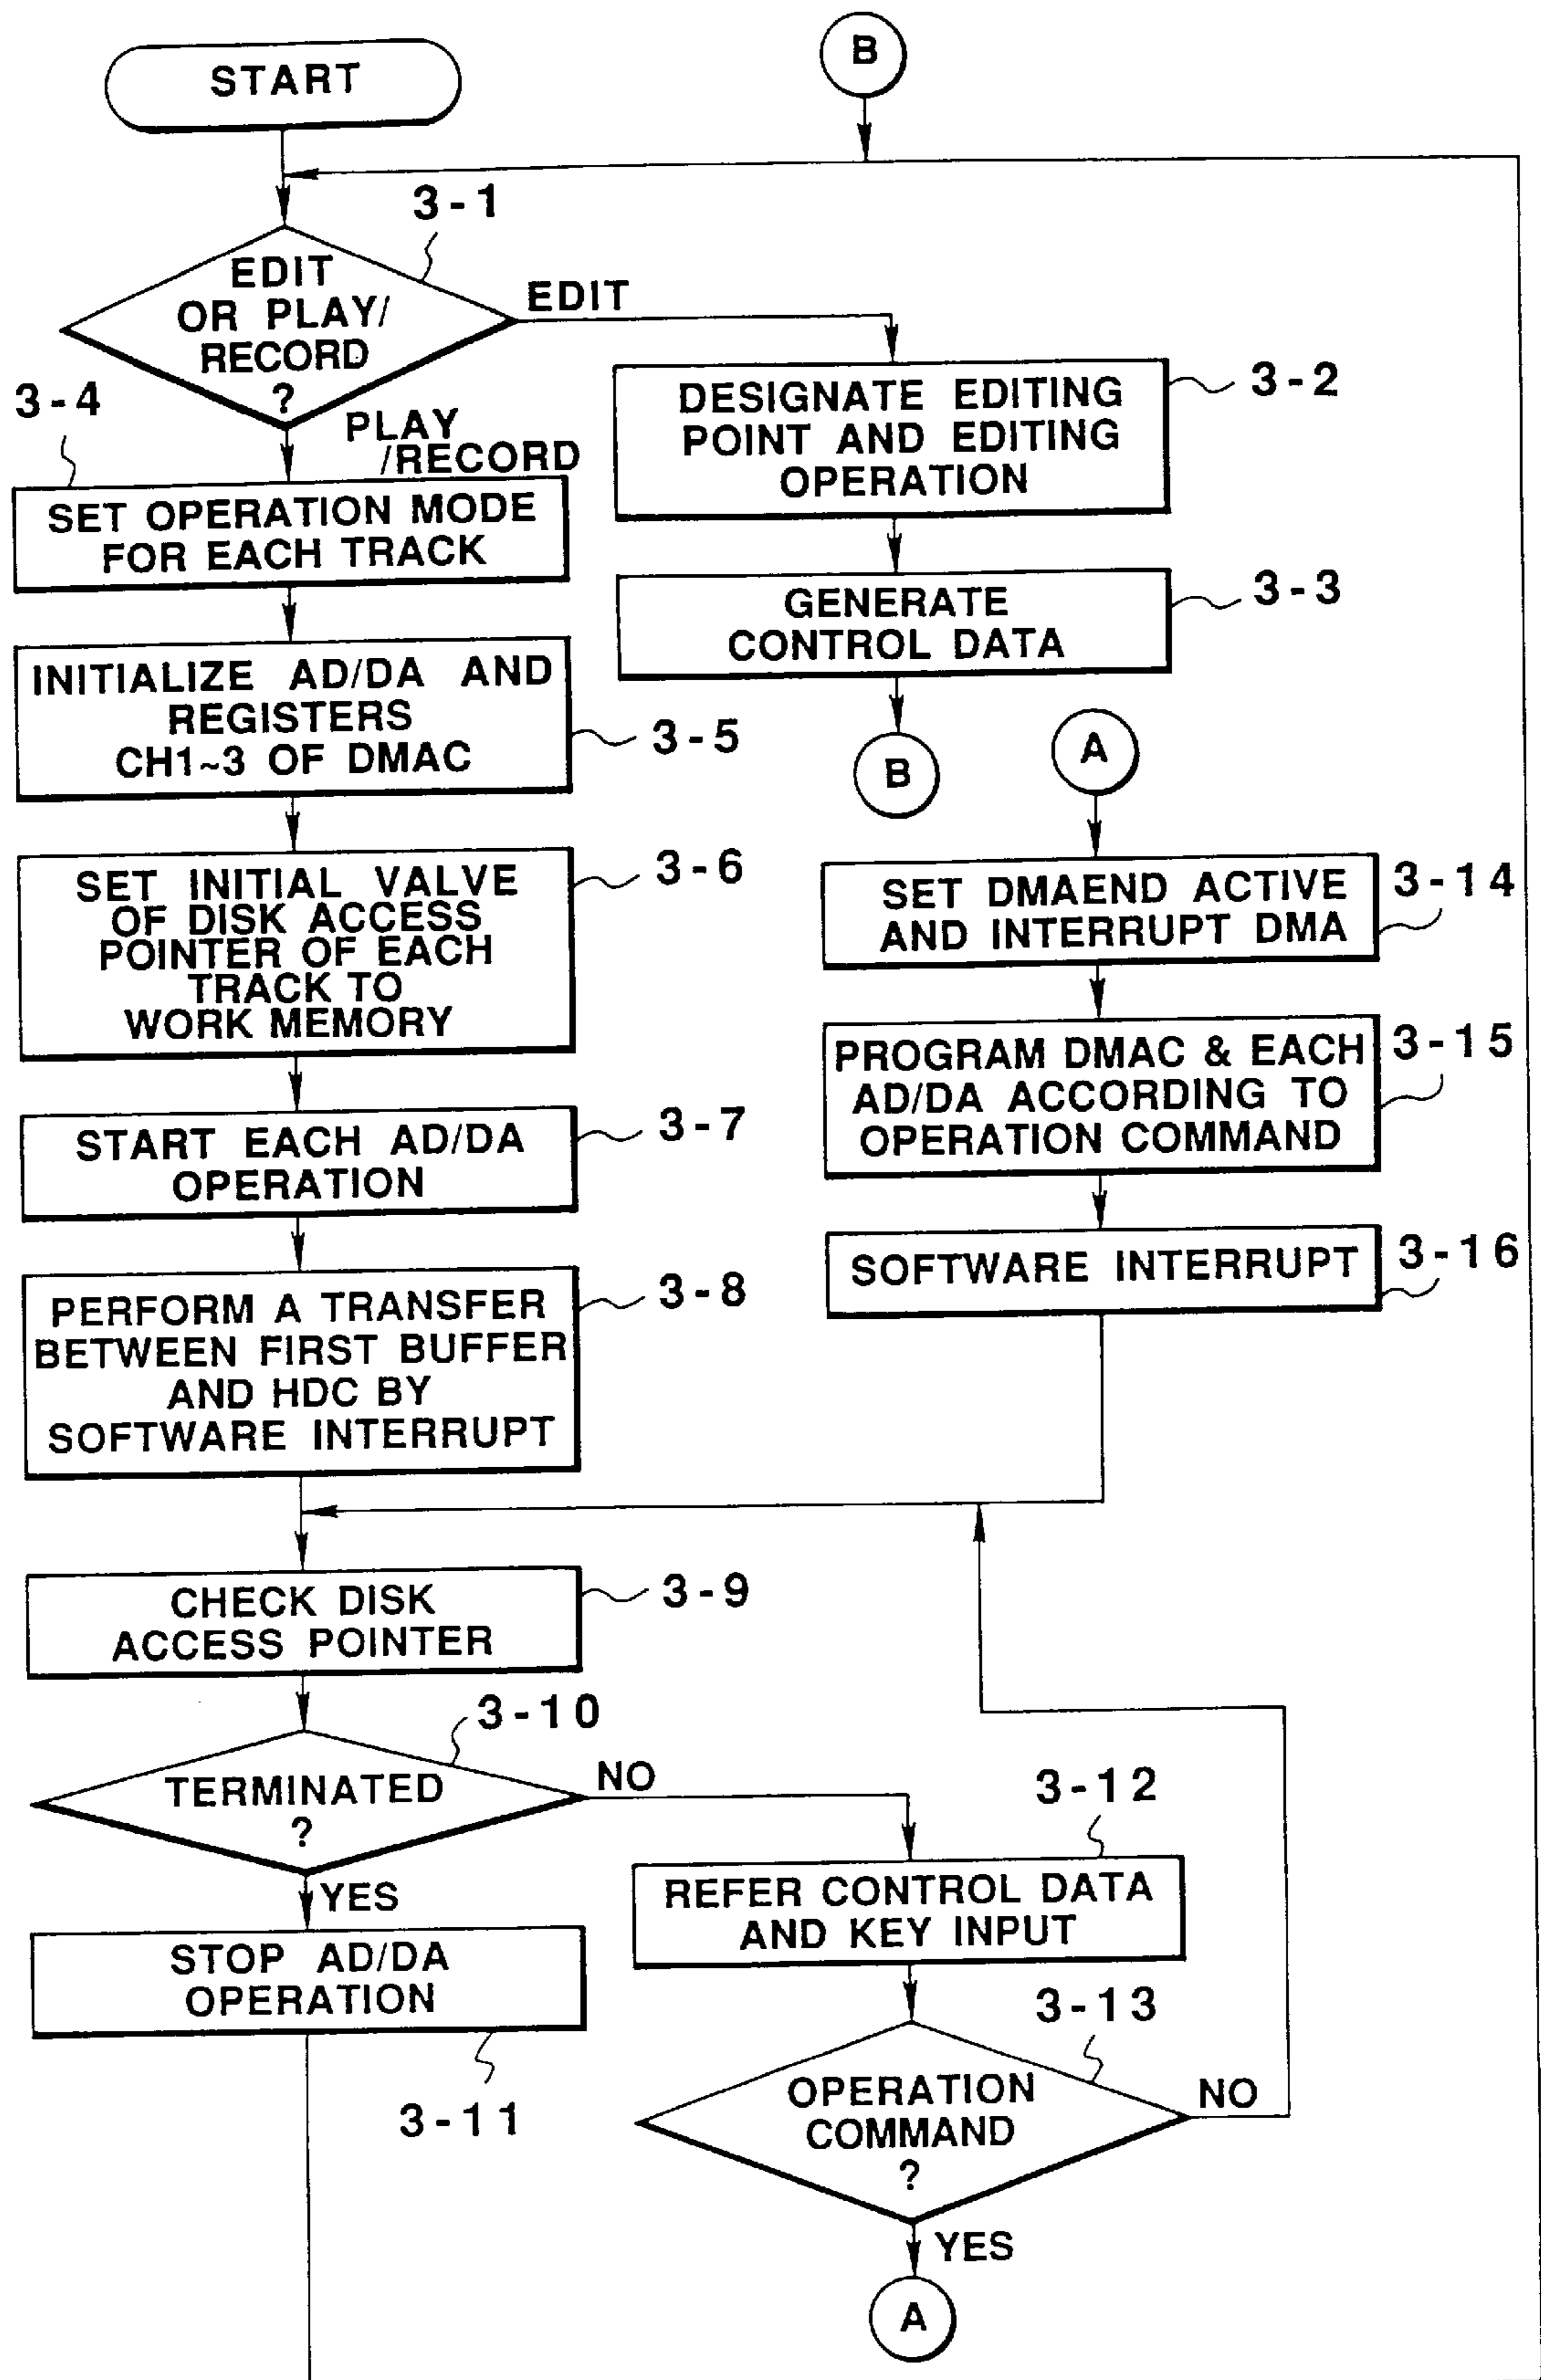 START
B
3-1
EDIT
OR PLAY/
RECORD
?
EDIT
PLAY
/RECORD
3-2
DESIGNATE EDITING
POINT AND EDITING
OPERATION
3-4
SET OPERATION MODE
FOR EACH TRACK
3-3
GENERATE
CONTROL DATA
B
INITIALIZE AD/DA AND
REGISTERS
CH1~3 OF DMAC
3-5
A
SET INITIAL VALVE
OF DISK ACCESS
POINTER OF EACH
TRACK TO
WORK MEMORY
3-6
SET DMAEND ACTIVE
AND INTERRUPT DMA
3-14
PROGRAM DMAC & EACH
AD/DA ACCORDING TO
OPERATION COMMAND
3-15
START EACH AD/DA
OPERATION
3-7
SOFTWARE INTERRUPT
3-16
PERFORM A TRANSFER
BETWEEN FIRST BUFFER
AND HDC BY
SOFTWARE INTERRUPT
3-8
CHECK DISK
ACCESS POINTER
3-9
3-10
TERMINATED
?
NO
YES
3-12
REFER CONTROL DATA
AND KEY INPUT
STOP AD/DA
OPERATION
3-11
3-13
OPERATION
COMMAND
?
NO
YES
A